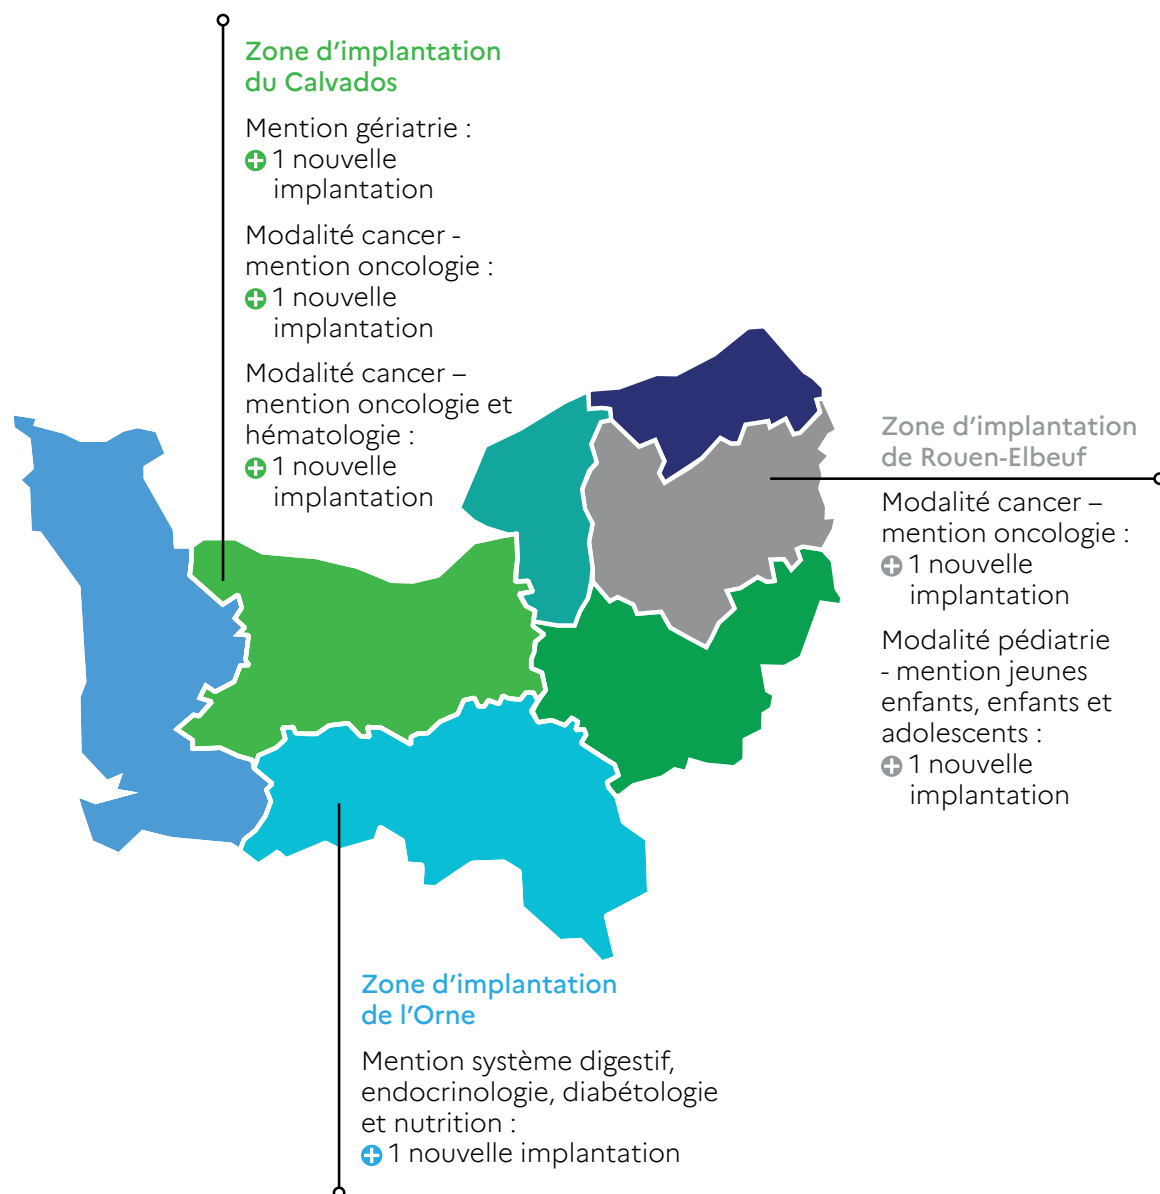 Zone d’implantation
du Calvados
Mention gériatrie :
1 nouvelle
implantation
Modalité cancer -
mention oncologie :
1 nouvelle
implantation
Modalité cancer –
mention oncologie et
hématologie :
1 nouvelle
implantation
Zone d’implantation
de Rouen-Elbeuf
Modalité cancer –
mention oncologie :
1 nouvelle
implantation
Modalité pédiatrie
- mention jeunes
enfants, enfants et
adolescents :
1 nouvelle
implantation
Zone d’implantation
de l’Orne
Mention système digestif,
endocrinologie, diabétologie
et nutrition :
1 nouvelle implantation